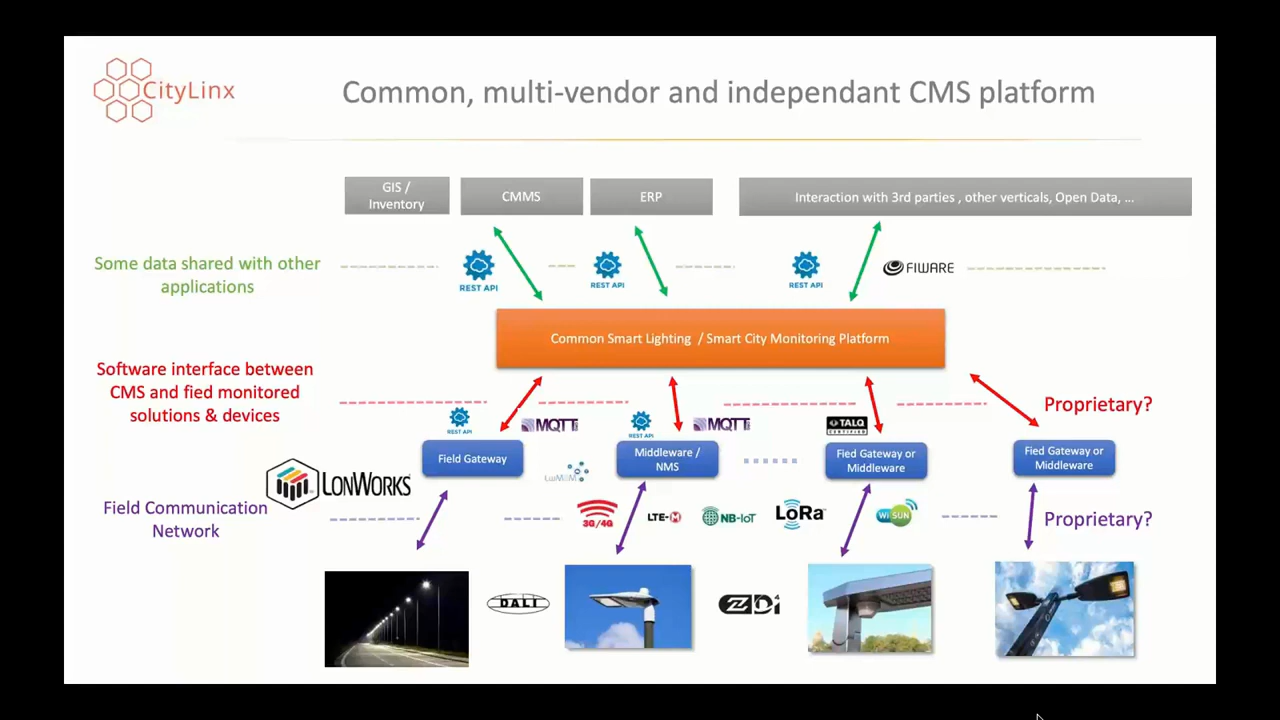 CityLinx
Common, multi-vendor and independant CMS platform
GIS /
Inventory
CMMS
ERP
Interaction with 3rd parties , other verticals, Open Data, ...
Some data shared with other
applications
REST API
REST API
REST API
FIWARE
Common Smart Lighting / Smart City Monitoring Platform
Software interface between
CMS and fied monitored
solutions & devices
Proprietary?
REST API
MQTT
REST API
MQTT
TALQ
CERTIFIED
Field Gateway
Middleware /
NMS
Fied Gateway or
Middleware
Fied Gateway or
Middleware
LwM2M
LONWORKS
Field Communication
Network
3G/4G
LTE-M
NB-IoT
LoRa
Wi SUN
Proprietary?
DALI
ZDi